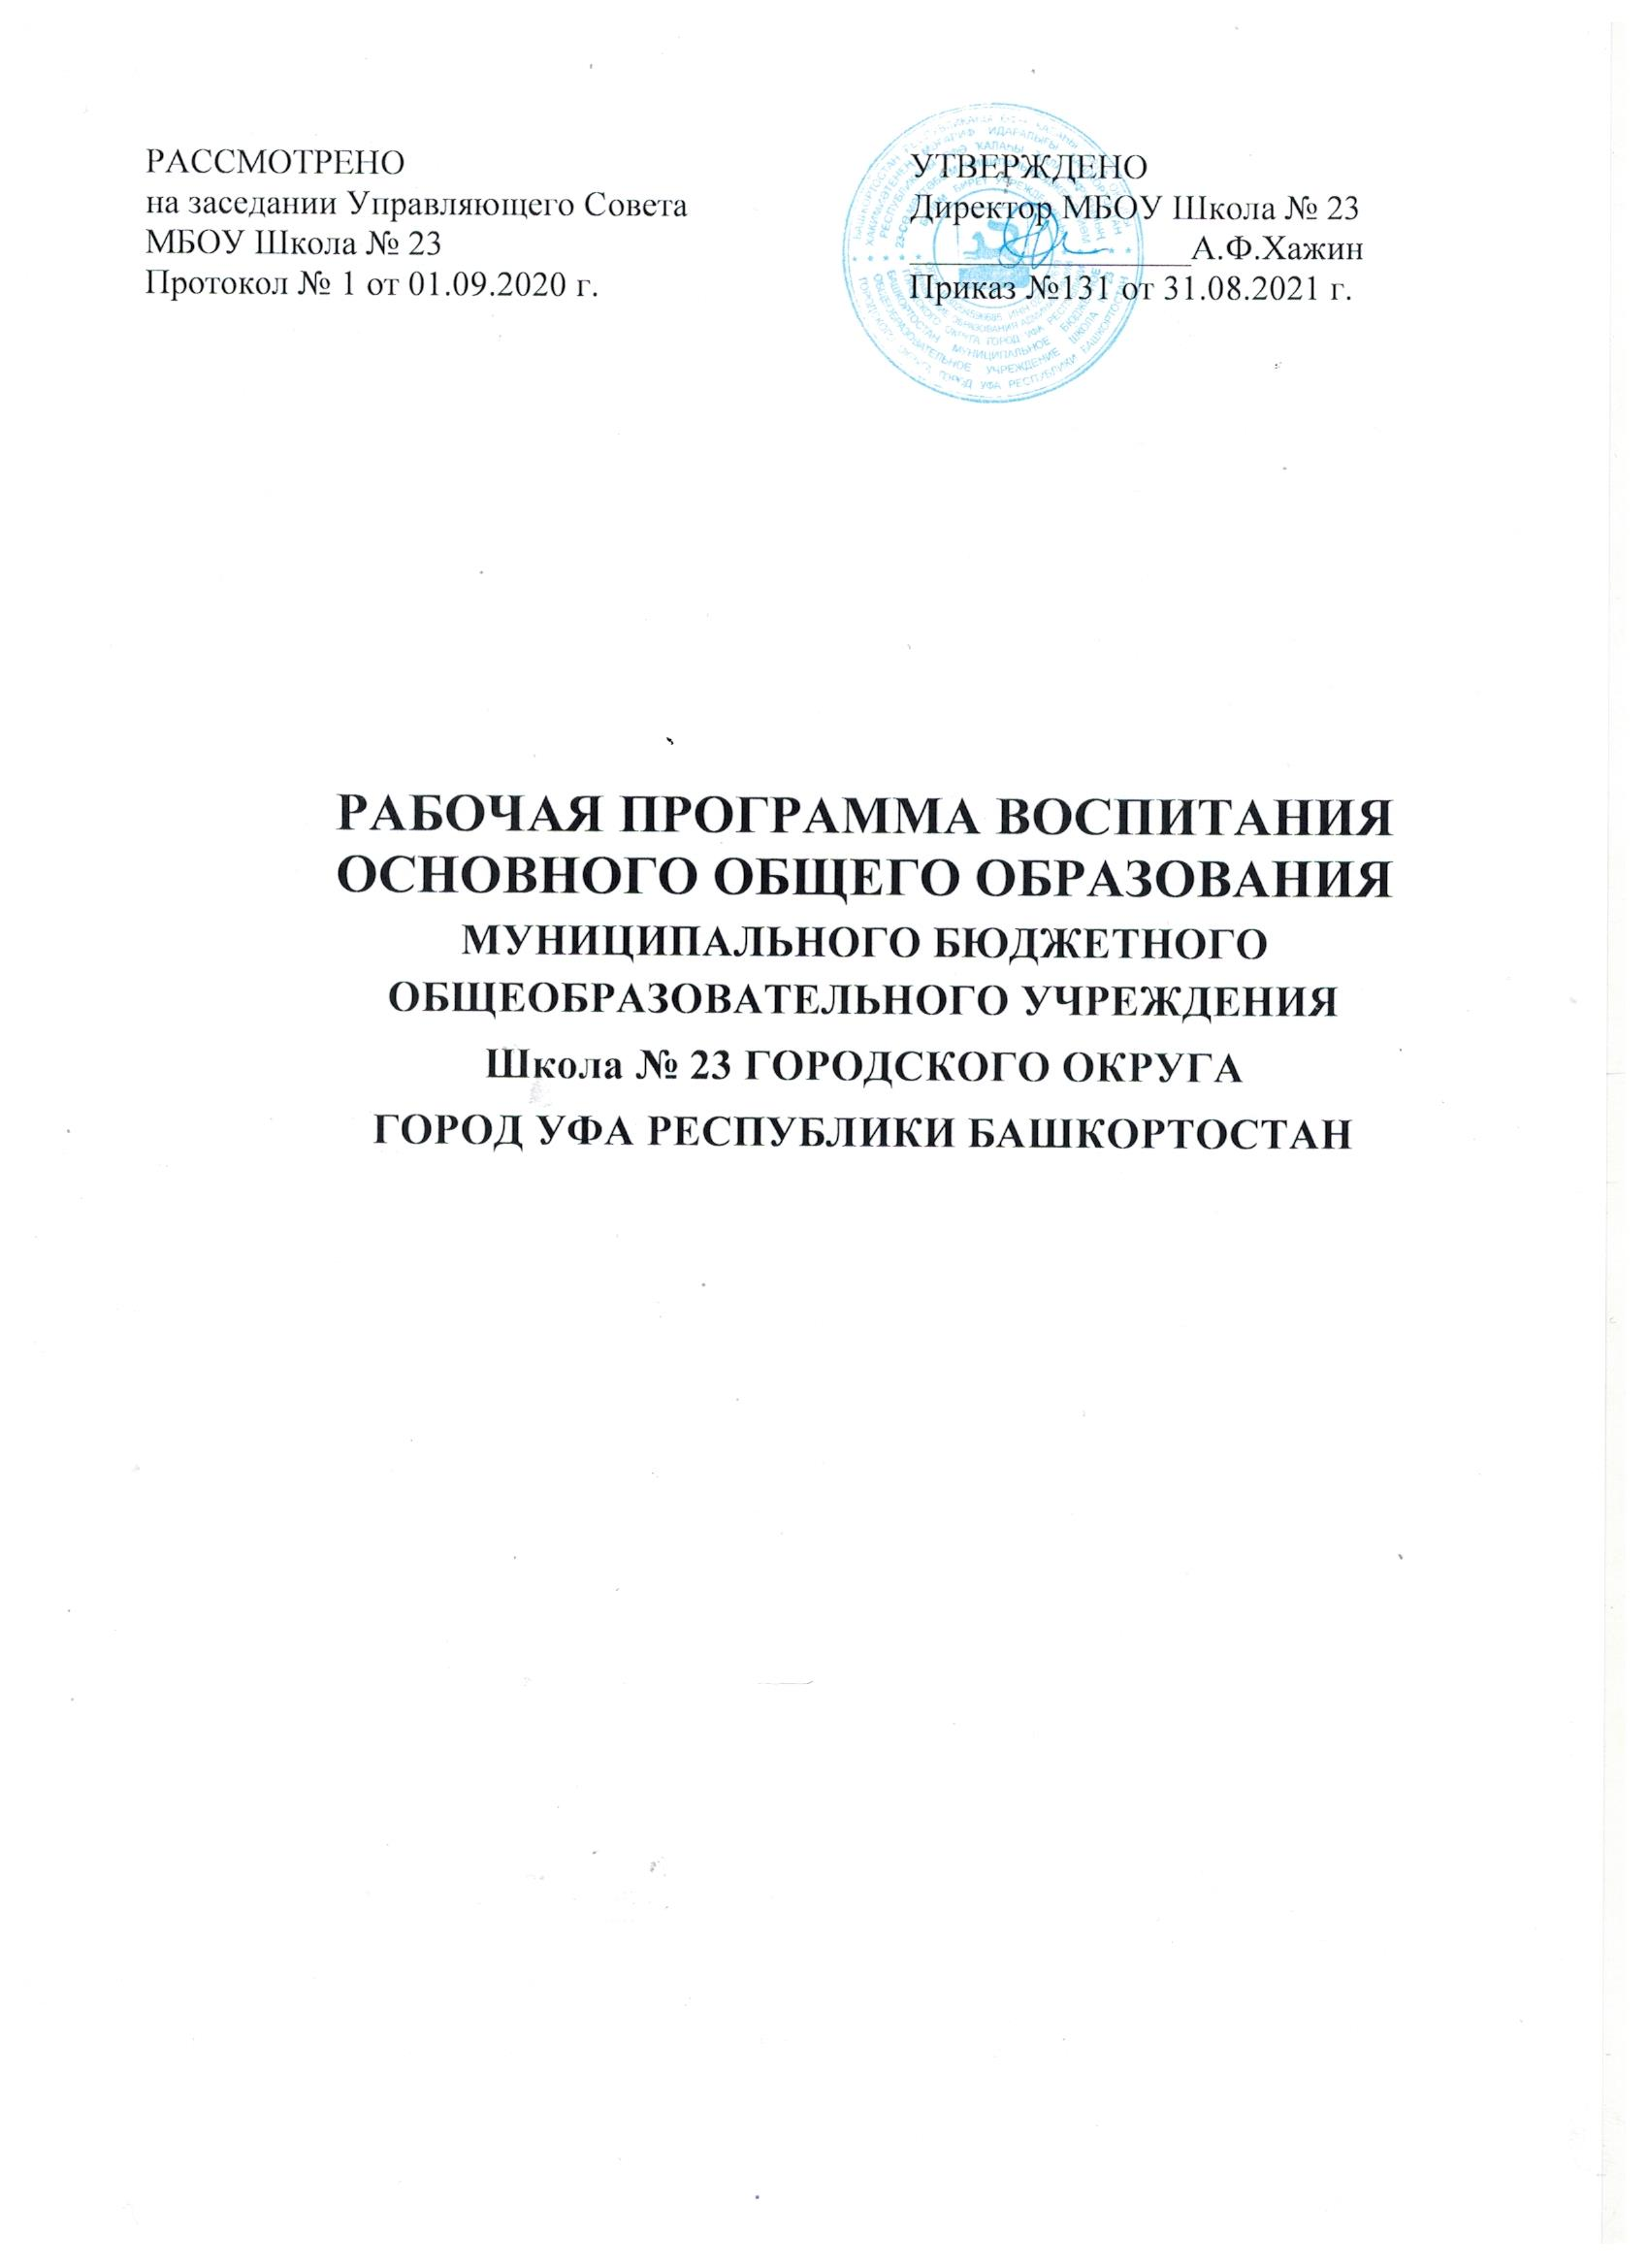 РАССМОТРЕНО
на заседании Управляющего Совета
МБОУ Школа № 23
Протокол № 1 от 01.09.2020 г.
УТВЕРЖДЕНО
Директор МБОУ Школа № 23
А.Ф.Хажин
Приказ №131 от 31.08.2021 г.
РАБОЧАЯ ПРОГРАММА ВОСПИТАНИЯ
ОСНОВНОГО ОБЩЕГО ОБРАЗОВАНИЯ
МУНИЦИПАЛЬНОГО БЮДЖЕТНОГО
ОБЩЕОБРАЗОВАТЕЛЬНОГО УЧРЕЖДЕНИЯ
Школа № 23 ГОРОДСКОГО ОКРУГА
ГОРОД УФА РЕСПУБЛИКИ БАШКОРТОСТАН